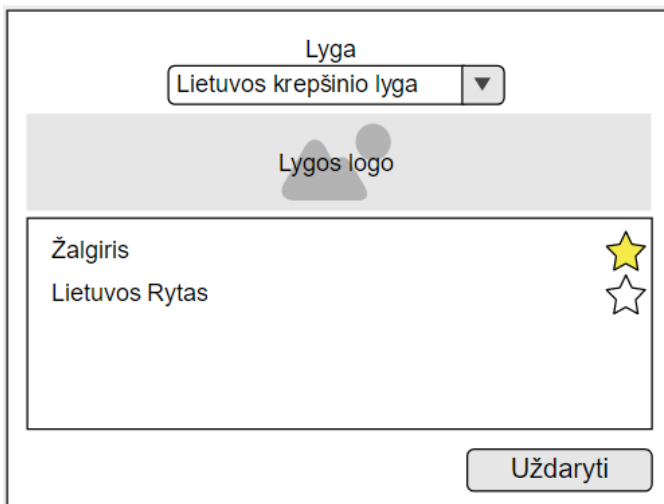 Lyga
Lietuvos krepšinio lyga
Lygos logo
Žalgiris
Lietuvos Rytas
Uždaryti